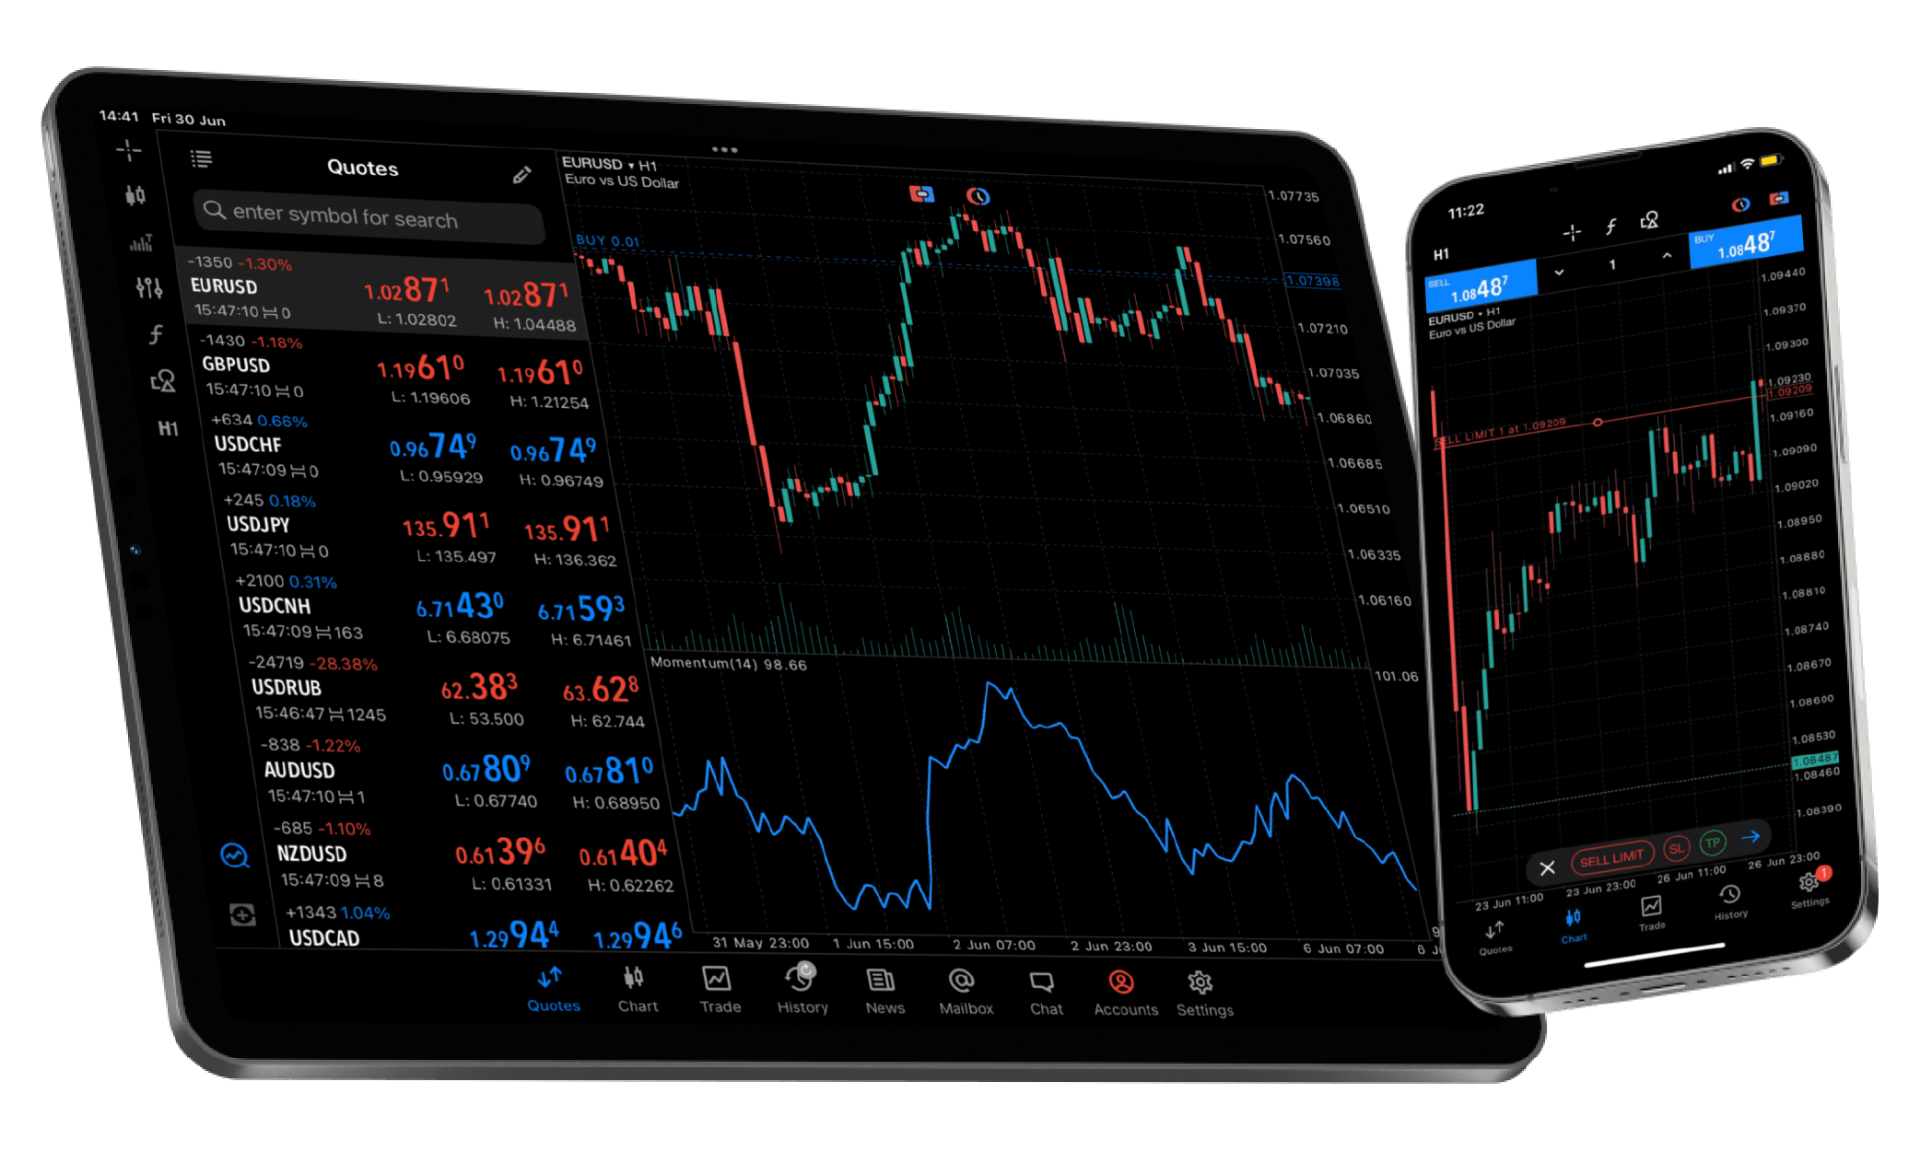 14:41 Fri 30 Jun
Quotes
enter symbol for search
-1350 -1.30%
EURUSD 1.02871 1.02871
15:47:10 0 L: 1.02802 H: 1.04488
-1430 -1.18%
GBPUSD 1.19610 1.19610
15:47:10 0 L: 1.19606 H: 1.21254
+634 0.66%
USDCHF 0.96749 0.96749
15:47:09 0 L: 0.95929 H: 0.96749
+245 0.18%
USDJPY 135.911 135.911
15:47:10 0 L: 135.497 H: 136.362
+2100 0.31%
USDCNH 6.71430 6.71593
15:47:09 163 L: 6.68075 H: 6.71461
-24719 -28.38%
USDRUB 62.383 63.628
15:46:47 1245 L: 53.500 H: 62.744
-838 -1.22%
AUDUSD 0.67809 0.67810
15:47:10 1 L: 0.67740 H: 0.68950
-685 -1.10%
NZDUSD 0.61396 0.61404
15:47:09 8 L: 0.61331 H: 0.62262
+1343 1.04%
USDCAD 1.29944 1.29946
H1
EURUSD ▾ H1
Euro vs US Dollar
BUY 0.01
1.07735
1.07560
1.07398
1.07210
1.07035
1.06860
1.06685
1.06510
1.06335
1.06160
Momentum(14) 98.66
101.06
31 May 23:00 1 Jun 15:00 2 Jun 07:00 2 Jun 23:00 3 Jun 15:00 6 Jun 07:00
Quotes Chart Trade History News Mailbox Chat Accounts Settings
11:22
H1
SELL 1.08487
1
BUY 1.08487
EURUSD ▾ H1
Euro vs US Dollar
SELL LIMIT 1 at 1.09209
1.09440
1.09370
1.09300
1.09230
1.09209
1.09160
1.09090
1.09020
1.08950
1.08880
1.08810
1.08740
1.08670
1.08600
1.08530
1.08487
1.08460
1.08390
SELL LIMIT SL TP
23 Jun 11:00 23 Jun 23:00 26 Jun 11:00 26 Jun 23:00
1
Quotes Chart Trade History Settings